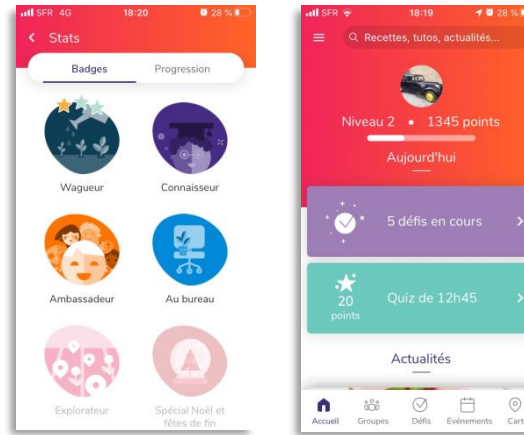 SFR 4G 18:20 28 %
Stats
Badges Progression
Wagueur Connaisseur
Ambassadeur Au bureau
Explorateur Spécial Noël et
fêtes de fin
SFR 18:19 28 %
Recettes, tutos, actualités...
Niveau 2 • 1345 points
Aujourd'hui
5 défis en cours
20
points
Quiz de 12h45
Actualités
Accueil Groupes Défis Événements Cart